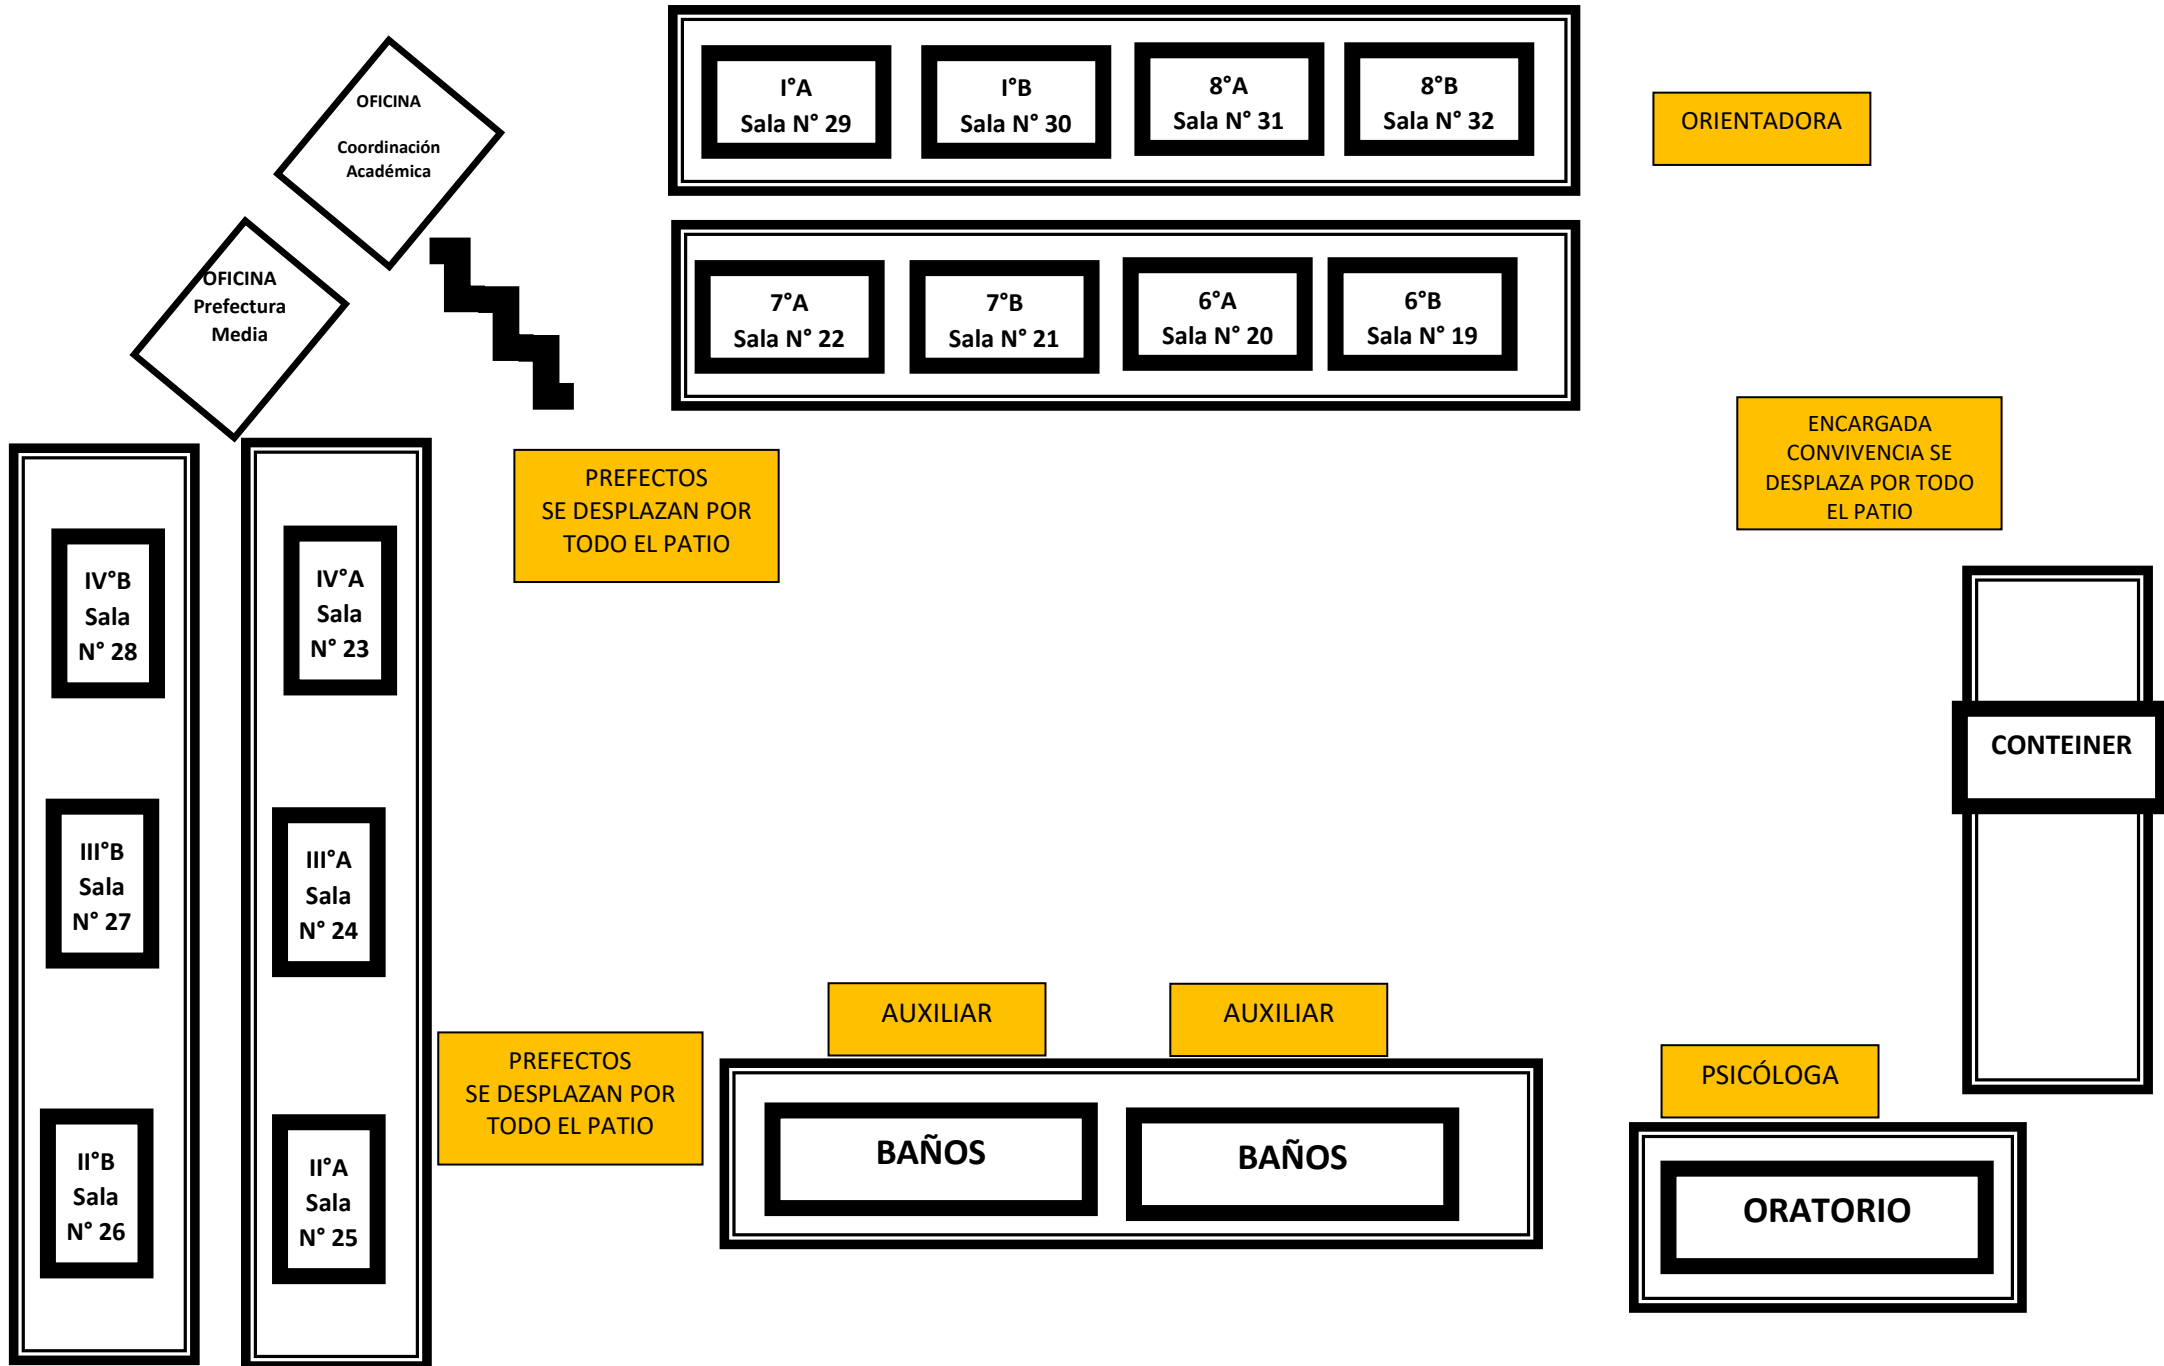 OFICINA
Coordinación
Académica
I°A
Sala N° 29
I°B
Sala N° 30
8°A
Sala N° 31
8°B
Sala N° 32
ORIENTADORA
OFICINA
Prefectura
Media
7°A
Sala N° 22
7°B
Sala N° 21
6°A
Sala N° 20
6°B
Sala N° 19
PREFECTOS
SE DESPLAZAN POR
TODO EL PATIO
ENCARGADA
CONVIVENCIA SE
DESPLAZA POR TODO
EL PATIO
IV°B
Sala
N° 28
IV°A
Sala
N° 23
CONTEINER
III°B
Sala
N° 27
III°A
Sala
N° 24
AUXILIAR
AUXILIAR
PREFECTOS
SE DESPLAZAN POR
TODO EL PATIO
PSICÓLOGA
II°B
Sala
N° 26
II°A
Sala
N° 25
BAÑOS
BAÑOS
ORATORIO